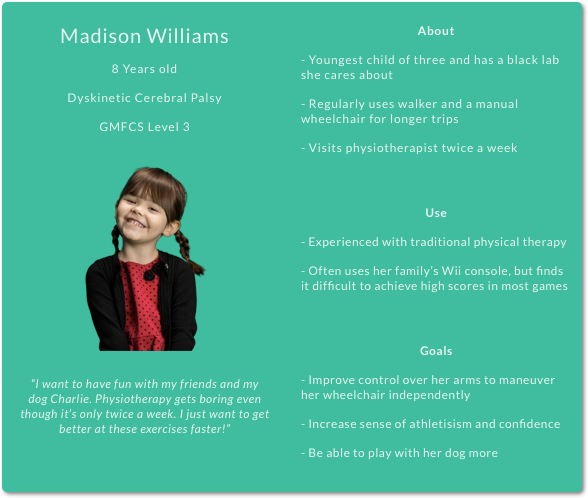 Madison Williams
8 Years old
Dyskinetic Cerebral Palsy
GMFCS Level 3
"I want to have fun with my friends and my
dog Charlie. Physiotherapy gets boring even
though it's only twice a week. I just want to get
better at these exercises faster!"
About
- Youngest child of three and has a black lab
she cares about
- Regularly uses walker and a manual
wheelchair for longer trips
- Visits physiotherapist twice a week
Use
- Experienced with traditional physical therapy
- Often uses her family's Wii console, but finds
it difficult to achieve high scores in most games
Goals
- Improve control over her arms to maneuver
her wheelchair independently
- Increase sense of athletisism and confidence
- Be able to play with her dog more